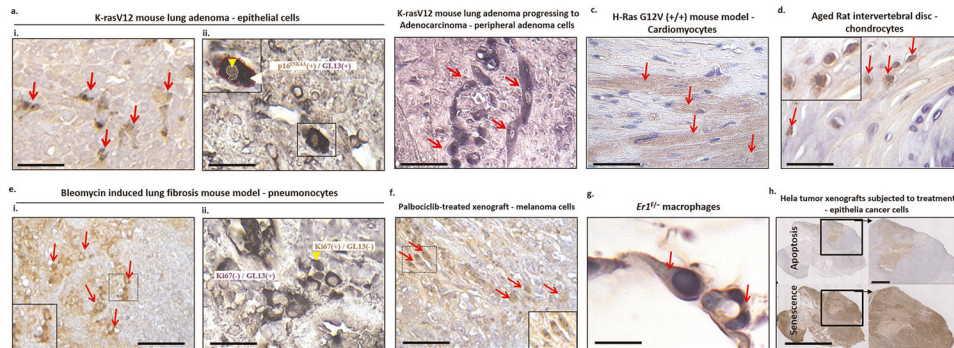 a.
K-rasV12 mouse lung adenoma - epithelial cells
i.
ii.
p16INK4A(+) / GL13(+)
K-rasV12 mouse lung adenoma progressing to
Adenocarcinoma - peripheral adenoma cells
c.
H-Ras G12V (+/+) mouse model -
Cardiomyocytes
d.
Aged Rat intervertebral disc -
chondrocytes
e.
Bleomycin induced lung fibrosis mouse model - pneumonocytes
i.
ii.
Ki67(+) / GL13(-)
Ki67(-) / GL13(+)
f.
Palbociclib-treated xenograft - melanoma cells
g.
Er1F/- macrophages
h.
Hela tumor xenografts subjected to treatment
- epithelia cancer cells
Apoptosis
Senescence